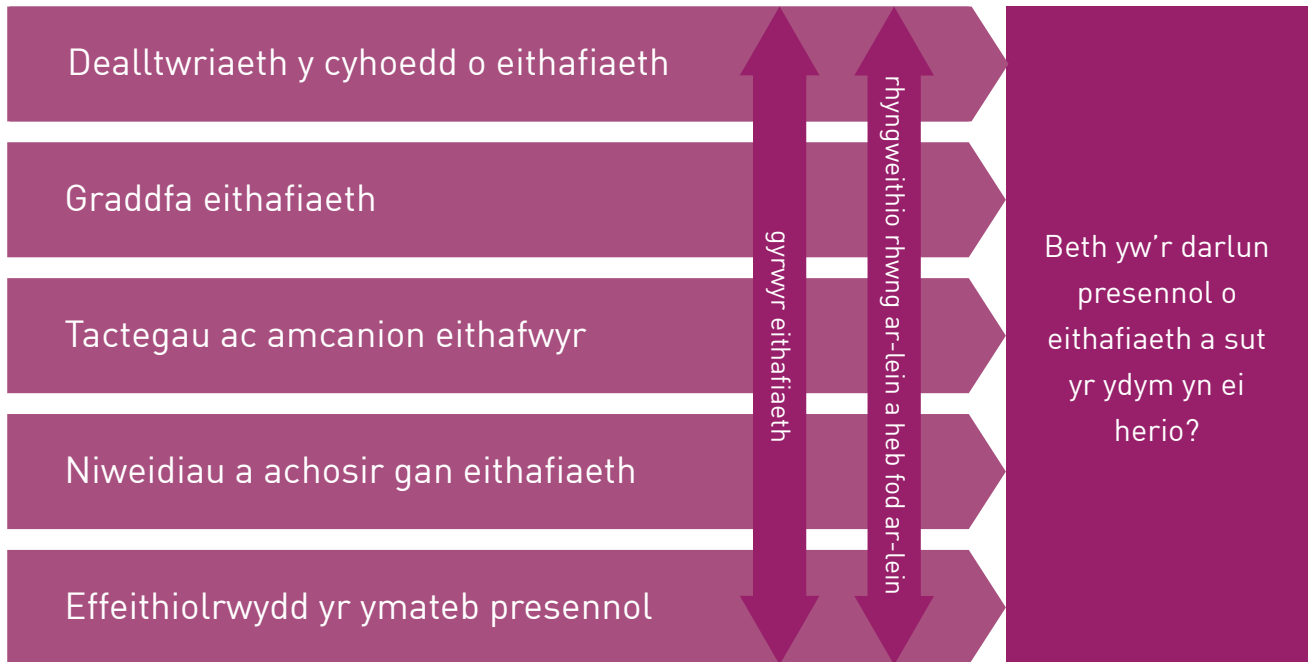 Dealltwriaeth y cyhoedd o eithafiaeth
Graddfa eithafiaeth
Tactegau ac amcanion eithafwyr
Niweidiau a achosir gan eithafiaeth
Effeithiolrwydd yr ymateb presennol
gyrwyr eithafiaeth
rhyngweithio rhwng ar-lein a heb fod ar-lein
Beth yw’r darlun
presennol o
eithafiaeth a sut
yr ydym yn ei
herio?